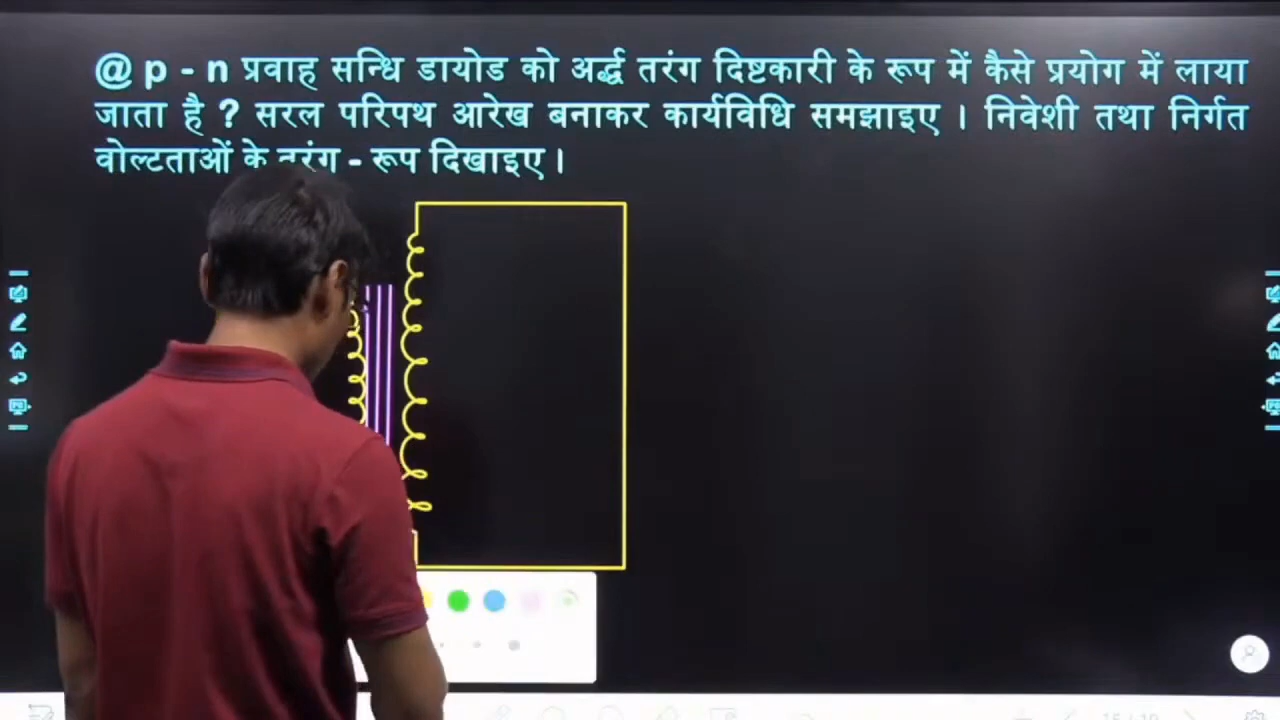 @ p - n प्रवाह सन्धि डायोड को अर्द्ध तरंग दिष्टकारी के रूप में कैसे प्रयोग में लाया
जाता है ? सरल परिपथ आरेख बनाकर कार्यविधि समझाइए । निवेशी तथा निर्गत
वोल्टताओं के तरंग - रूप दिखाइए ।